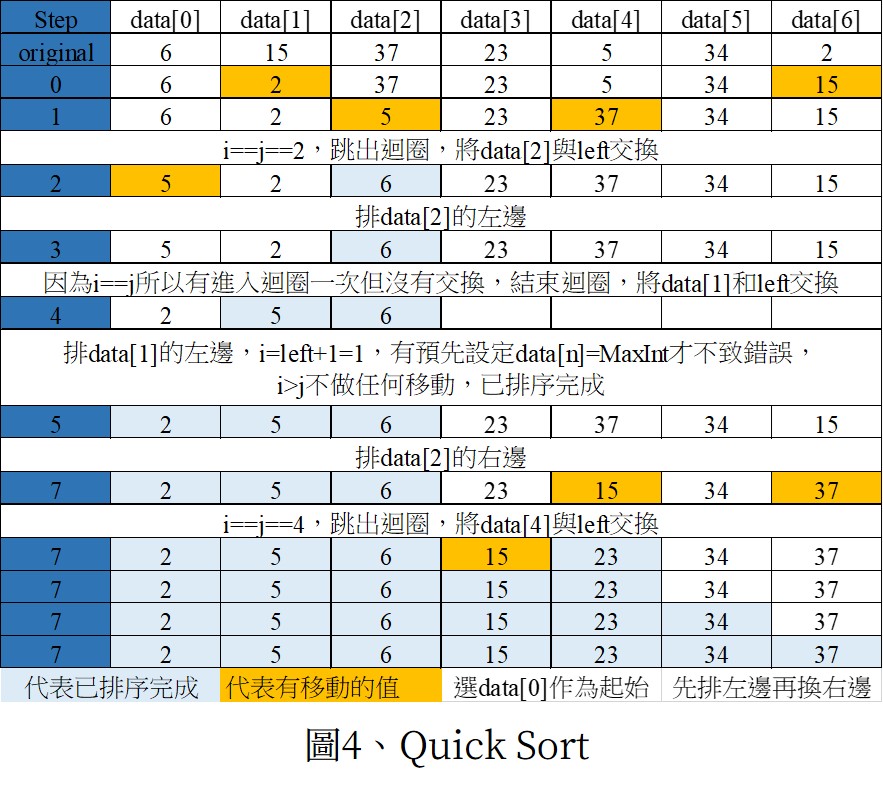 Step data[0] data[1] data[2] data[3] data[4] data[5] data[6]
original 6 15 37 23 5 34 2
0 6 2 37 23 5 34 15
1 6 2 5 23 37 34 15
i==j==2，跳出迴圈，將data[2]與left交換
2 5 2 6 23 37 34 15
排data[2]的左邊
3 5 2 6 23 37 34 15
因為i==j所以有進入迴圈一次但沒有交換，結束迴圈，將data[1]和left交換
4 2 5 6
排data[1]的左邊，i=left+1=1，有預先設定data[n]=MaxInt才不致錯誤，
i>j不做任何移動，已排序完成
5 2 5 6 23 37 34 15
排data[2]的右邊
7 2 5 6 23 15 34 37
i==j==4，跳出迴圈，將data[4]與left交換
7 2 5 6 15 23 34 37
7 2 5 6 15 23 34 37
7 2 5 6 15 23 34 37
7 2 5 6 15 23 34 37
代表已排序完成 代表有移動的值 選data[0]作為起始 先排左邊再換右邊
圖4、Quick Sort